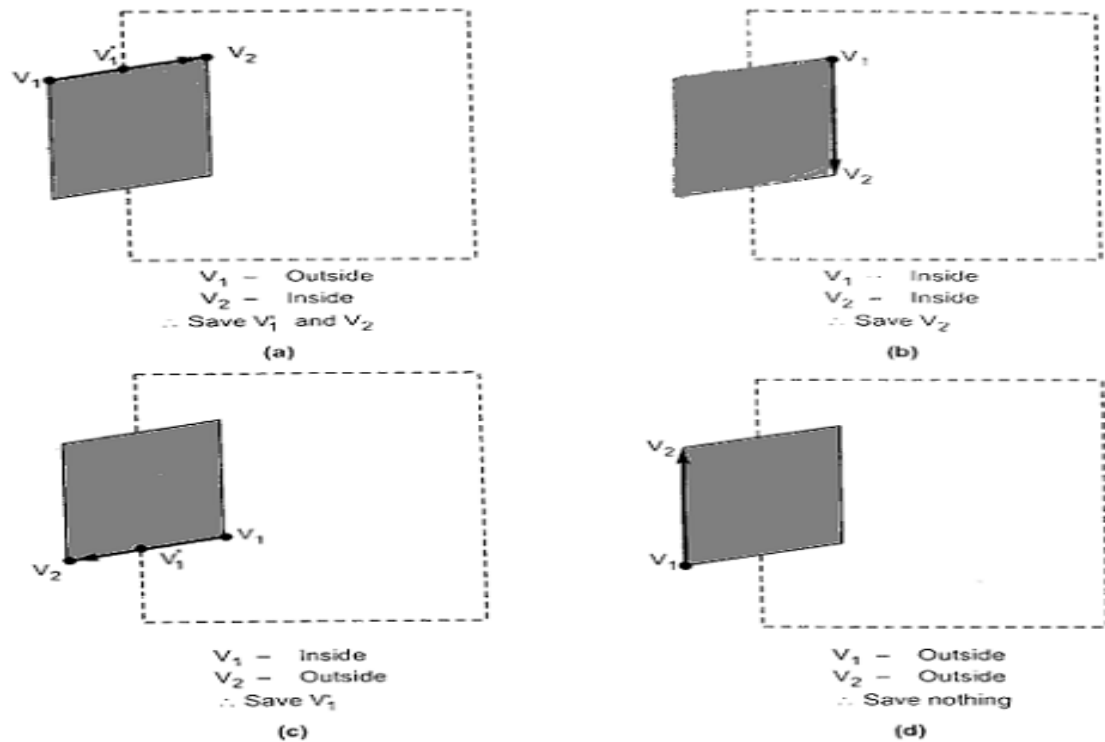 V₁ V₁' V₂
V₁ – Outside
V₂ – Inside
∴ Save V₁' and V₂
(a)
V₁
V₂
V₁ – Inside
V₂ – Inside
∴ Save V₂
(b)
V₁
V₂ V₁'
V₁ – Inside
V₂ – Outside
∴ Save V₁'
(c)
V₂
V₁
V₁ – Outside
V₂ – Outside
∴ Save nothing
(d)